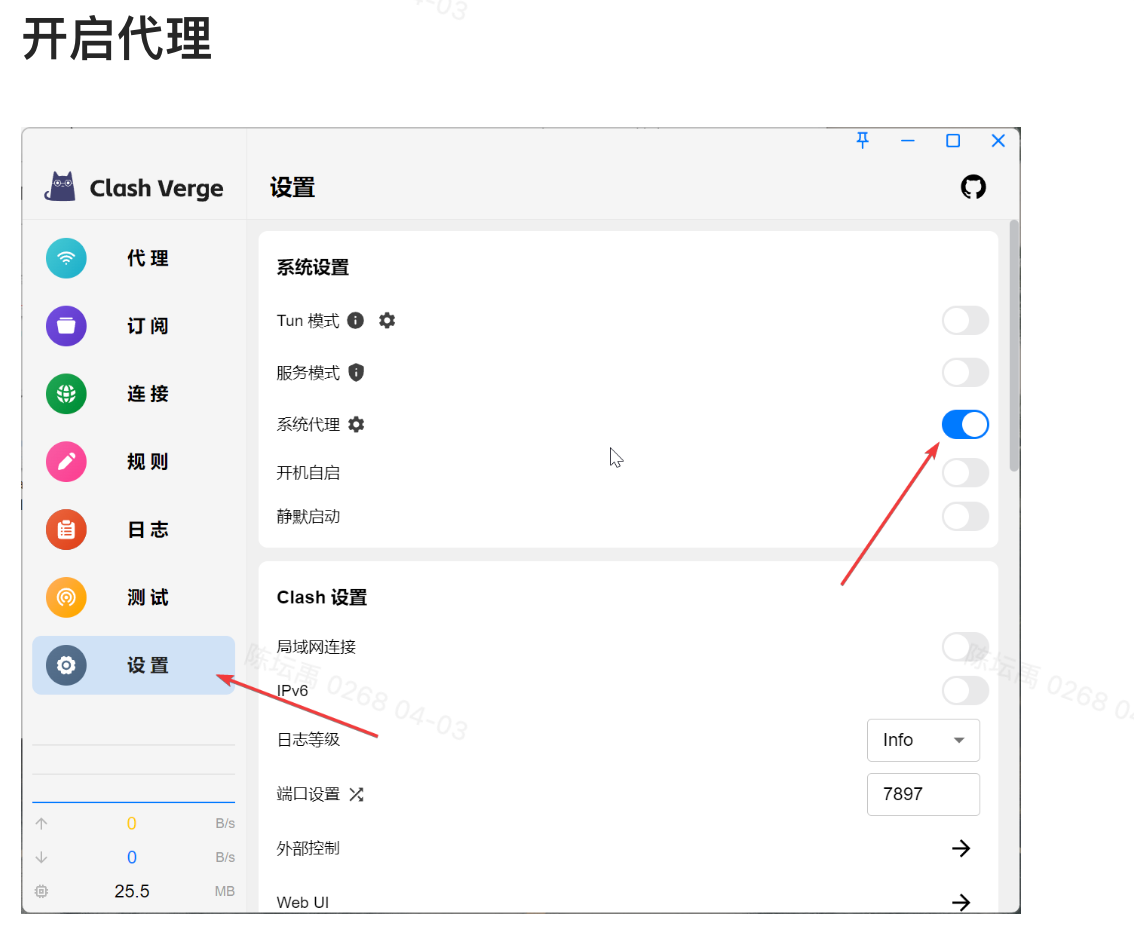 开启代理
Clash Verge
设置
代理
订阅
连接
规则
日志
测试
设置
0 B/s
0 B/s
25.5 MB
系统设置
Tun 模式
服务模式
系统代理
开机自启
静默启动
Clash 设置
局域网连接
IPv6
日志等级 Info
端口设置 7897
外部控制
Web UI
陈坛禹 0268 04-03
陈坛禹 0268 0
-03